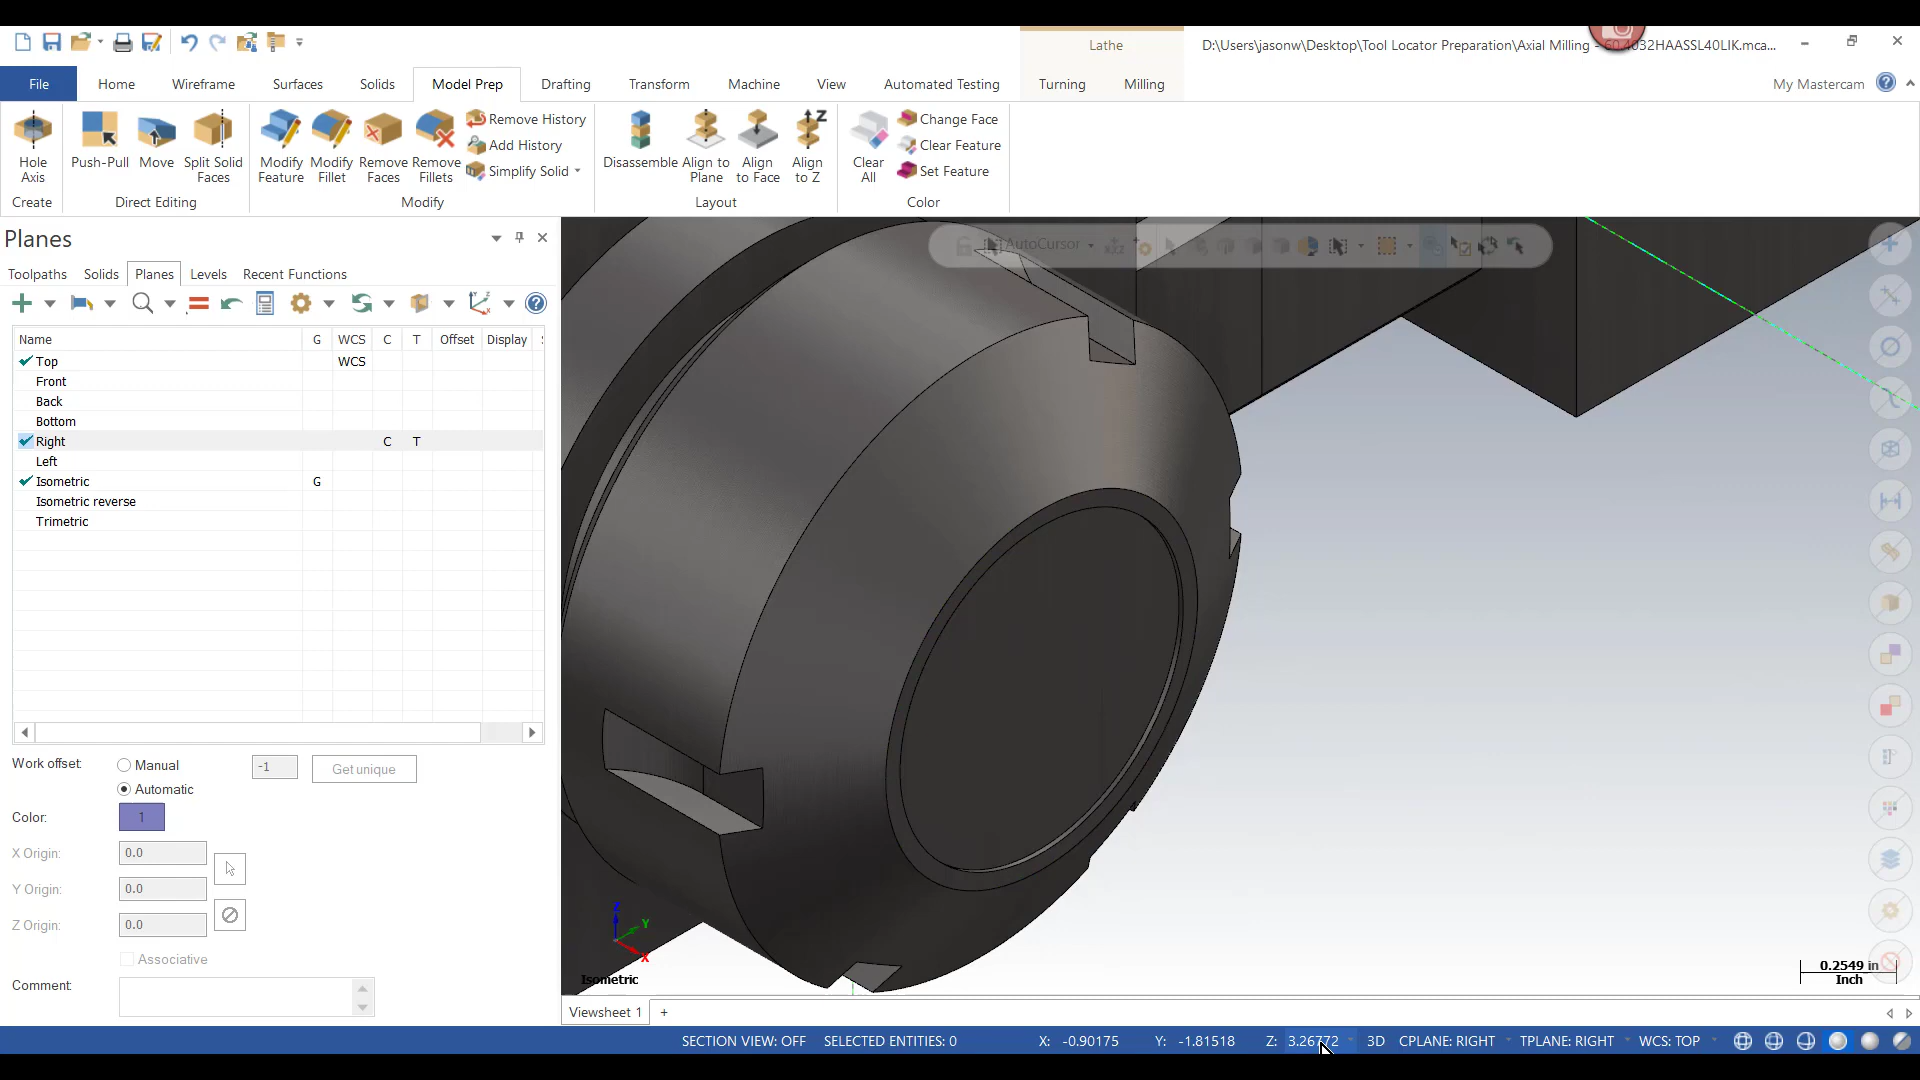 Lathe
D:\Users\jasonw\Desktop\Tool Locator Preparation\Axial Milling - 60.4032HAASSL40LIK.mca...
File Home Wireframe Surfaces Solids Model Prep Drafting Transform Machine View Automated Testing Turning Milling My Mastercam
Hole Axis
Push-Pull
Move
Split Solid Faces
Modify Feature
Modify Fillet
Remove Faces
Remove Fillets
Remove History
Add History
Simplify Solid
Disassemble
Align to Plane
Align to Face
Align to Z
Clear All
Change Face
Clear Feature
Set Feature
Create Direct Editing Modify Layout Color
Planes
Toolpaths Solids Planes Levels Recent Functions
AutoCursor
Name G WCS C T Offset Display
Top WCS
Front
Back
Bottom
Right C T
Left
Isometric G
Isometric reverse
Trimetric
Work offset: Manual -1 Get unique
Automatic
Color: 1
X Origin: 0.0
Y Origin: 0.0
Z Origin: 0.0
Associative
Comment:
Z
Y
X
Isometric
0.2549 in
Inch
Viewsheet 1 +
SECTION VIEW: OFF SELECTED ENTITIES: 0 X: -0.90175 Y: -1.81518 Z: 3.26772 3D CPLANE: RIGHT TPLANE: RIGHT WCS: TOP